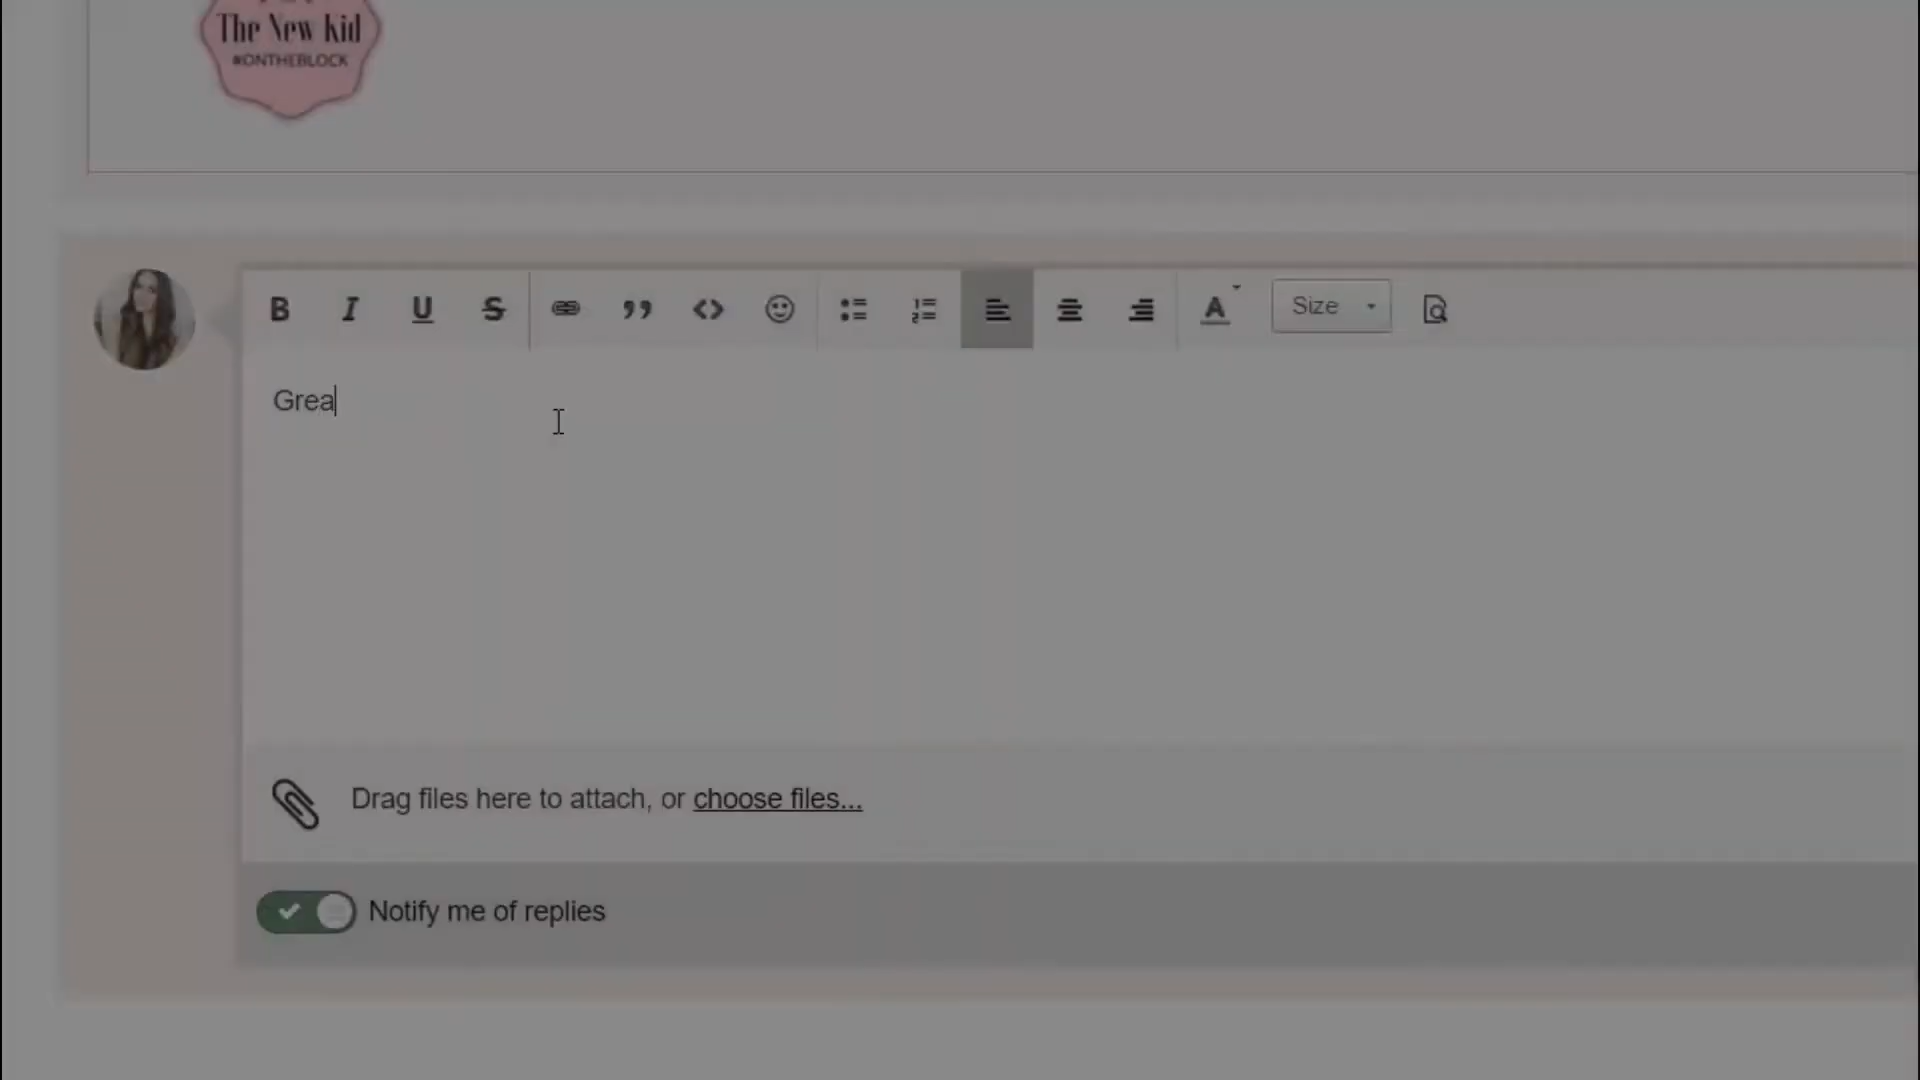 The New Kid
#ONTHEBLOCK
B I U S A Size
Grea
Drag files here to attach, or choose files...
Notify me of replies